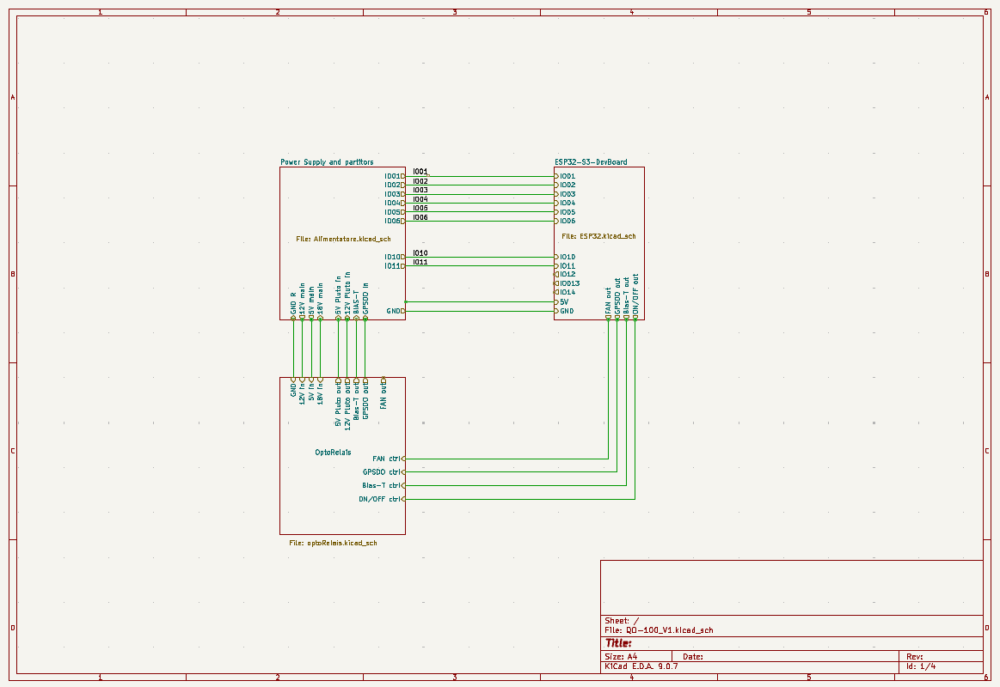 1 2 3 4 5 6
A A
Power Supply and partitors
ESP32-S3-DevBoard
IO01 IO01 IO01
IO02 IO02 IO02
IO03 IO03 IO03
IO04 IO04 IO04
IO05 IO05 IO05
IO06 IO06 IO06
File: Alimentatore.kicad_sch
File: ESP32.kicad_sch
IO10 IO10 IO10
IO11 IO11 IO11
IO12
IO013
IO14
5V
GND GND
B B
GND R
12V main
5V main
18V main
5V Pluto in
12V Pluto in
BIAS-T
GPSDO in
FAN out
GPSDO out
Bias-T out
ON/OFF out
GND
12V in
5V in
18V in
5V Pluto out
12V Pluto out
Bias-T out
GPSDO out
FAN out
C C
OptoRelais
FAN ctrl
GPSDO ctrl
Bias-T ctrl
ON/OFF ctrl
File: optoRelais.kicad_sch
D D
Sheet: /
File: QO-100_V1.kicad_sch
Title:
Size: A4 Date: Rev:
KiCad E.D.A. 9.0.7 Id: 1/4
1 2 3 4 5 6